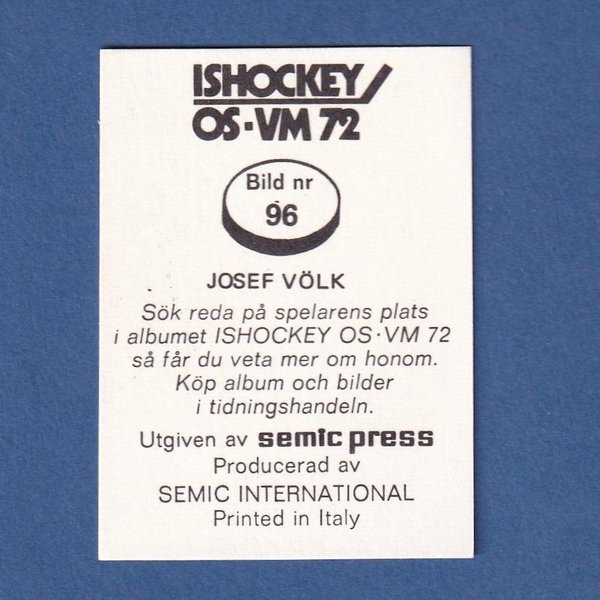 ISHOCKEY
OS·VM 72
Bild nr
96
JOSEF VÖLK
Sök reda på spelarens plats
i albumet ISHOCKEY OS·VM 72
så får du veta mer om honom.
Köp album och bilder
i tidningshandeln.
Utgiven av semic press
Producerad av
SEMIC INTERNATIONAL
Printed in Italy